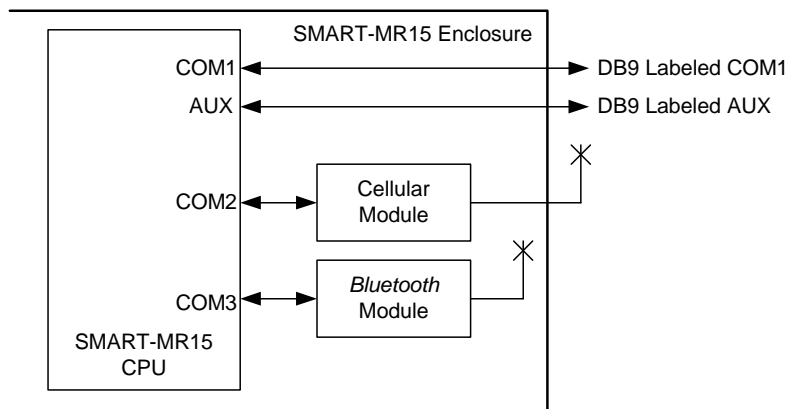 SMART-MR15 Enclosure
COM1
DB9 Labeled COM1
AUX
DB9 Labeled AUX
COM2
Cellular
Module
COM3
Bluetooth
Module
SMART-MR15
CPU